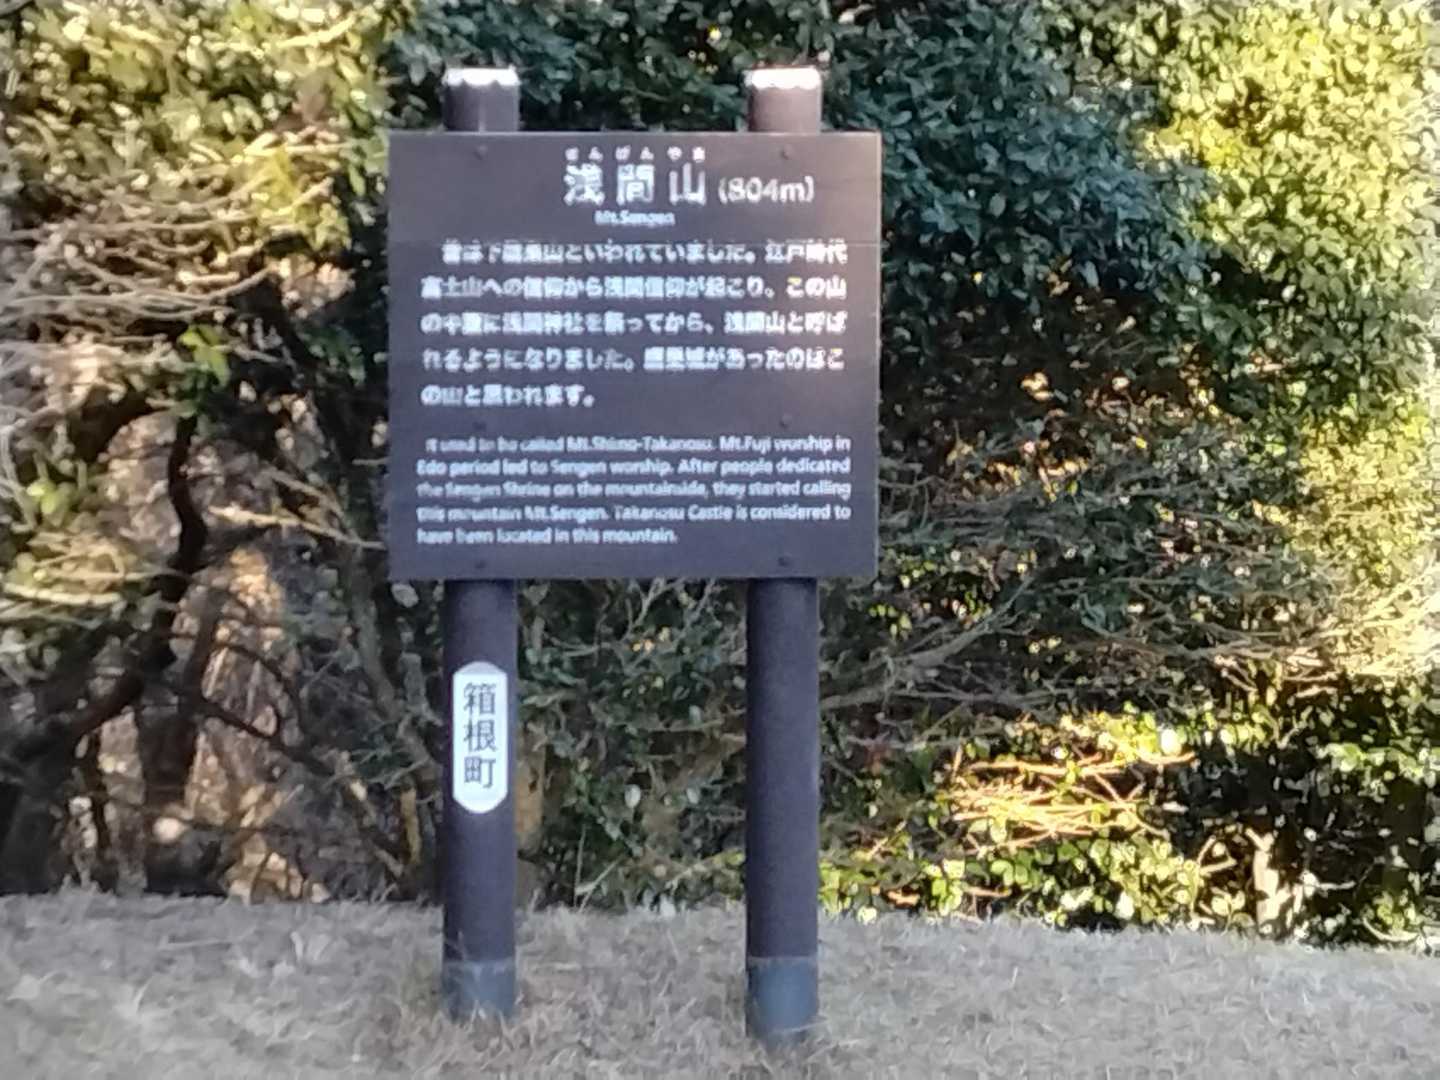 せんげんやま
浅間山 (804m)
Mt.Sengen
昔は下鷹巣山といわれていました。江戸時代
富士山への信仰から浅間信仰が起こり、この山
の中腹に浅間神社を祭ってから、浅間山と呼ば
れるようになりました。鷹巣城があったのはこ
の山と思われます。
It used to be called Mt.Shimo-Takanosu. Mt.Fuji worship in
Edo period led to Sengen worship. After people dedicated
the Sengen Shrine on the mountainside, they started calling
this mountain Mt.Sengen. Takanosu Castle is considered to
have been located in this mountain.
箱根町